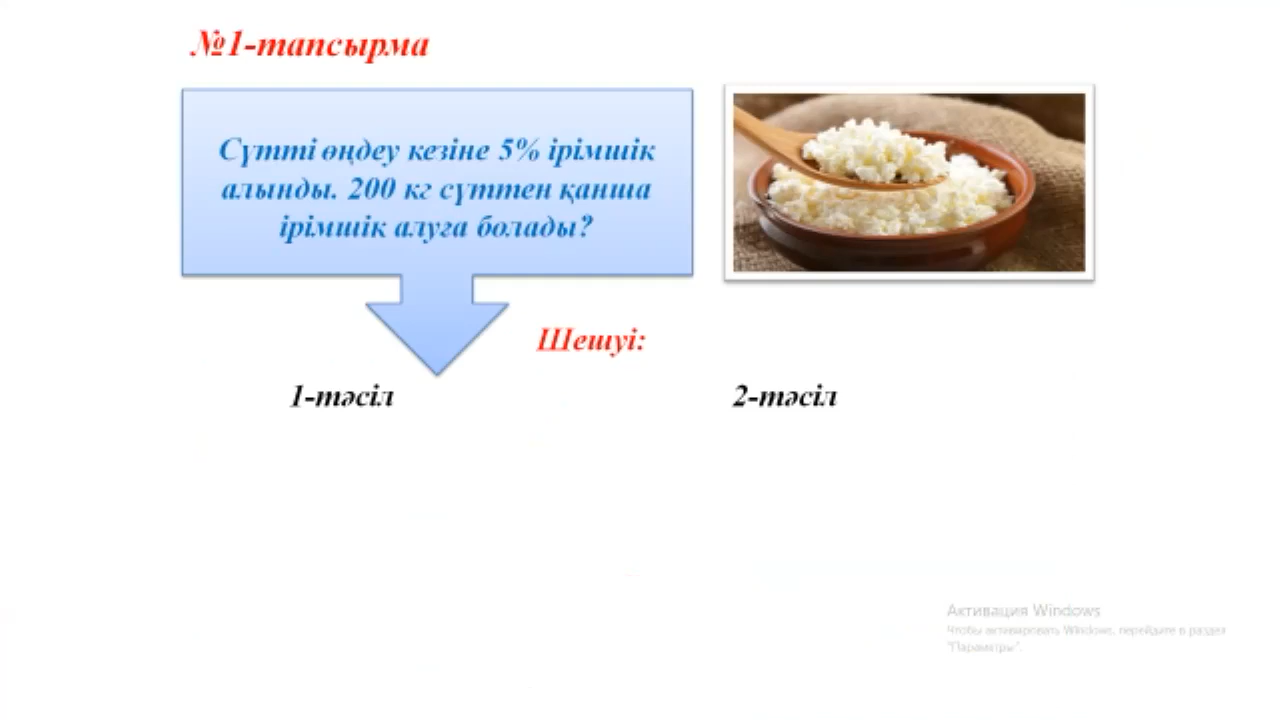 №1-тапсырма
Сүтті өңдеу кезіне 5% ірімшік
алынды. 200 кг сүттен қанша
ірімшік алуға болады?
Шешуі:
1-тәсіл
2-тәсіл
Активация Windows
Чтобы активировать Windows, перейдите в раздел
"Параметры".